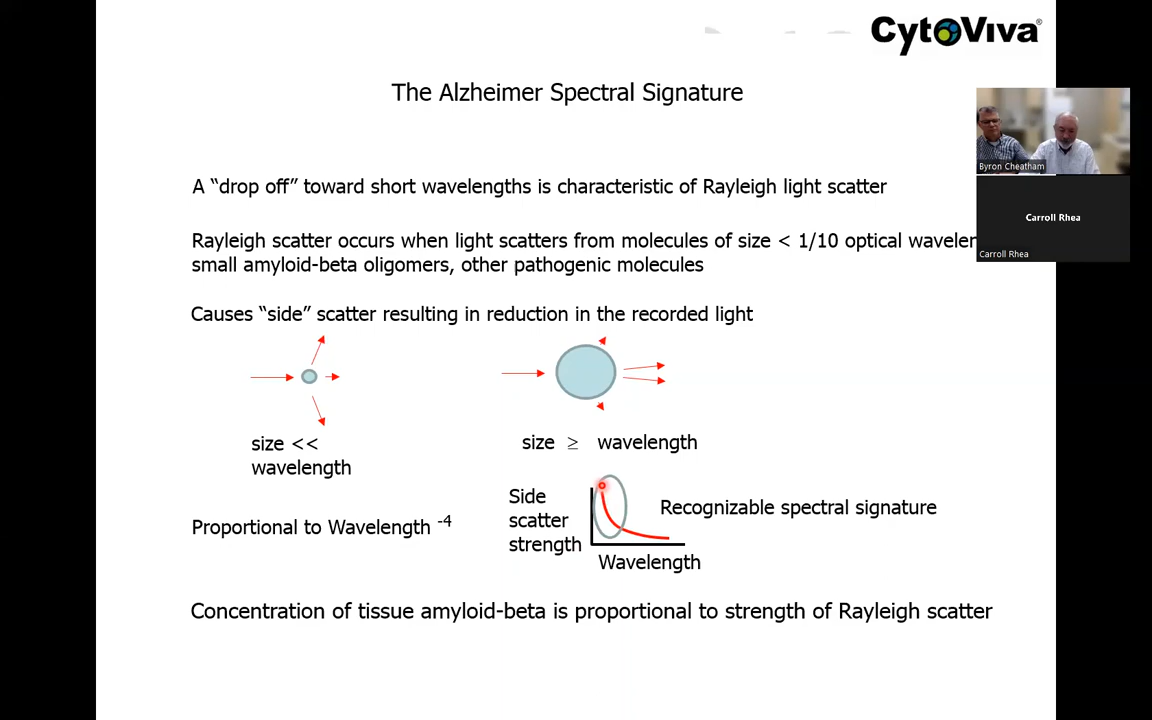 CytoViva®
The Alzheimer Spectral Signature
Byron Cheatham
Carroll Rhea
Carroll Rhea
A “drop off” toward short wavelengths is characteristic of Rayleigh light scatter
Rayleigh scatter occurs when light scatters from molecules of size < 1/10 optical
small amyloid-beta oligomers, other pathogenic molecules
Causes “side” scatter resulting in reduction in the recorded light
size <<
wavelength
size ≥ wavelength
Proportional to Wavelength -4
Side
scatter
strength
Wavelength
Recognizable spectral signature
Concentration of tissue amyloid-beta is proportional to strength of Rayleigh scatter